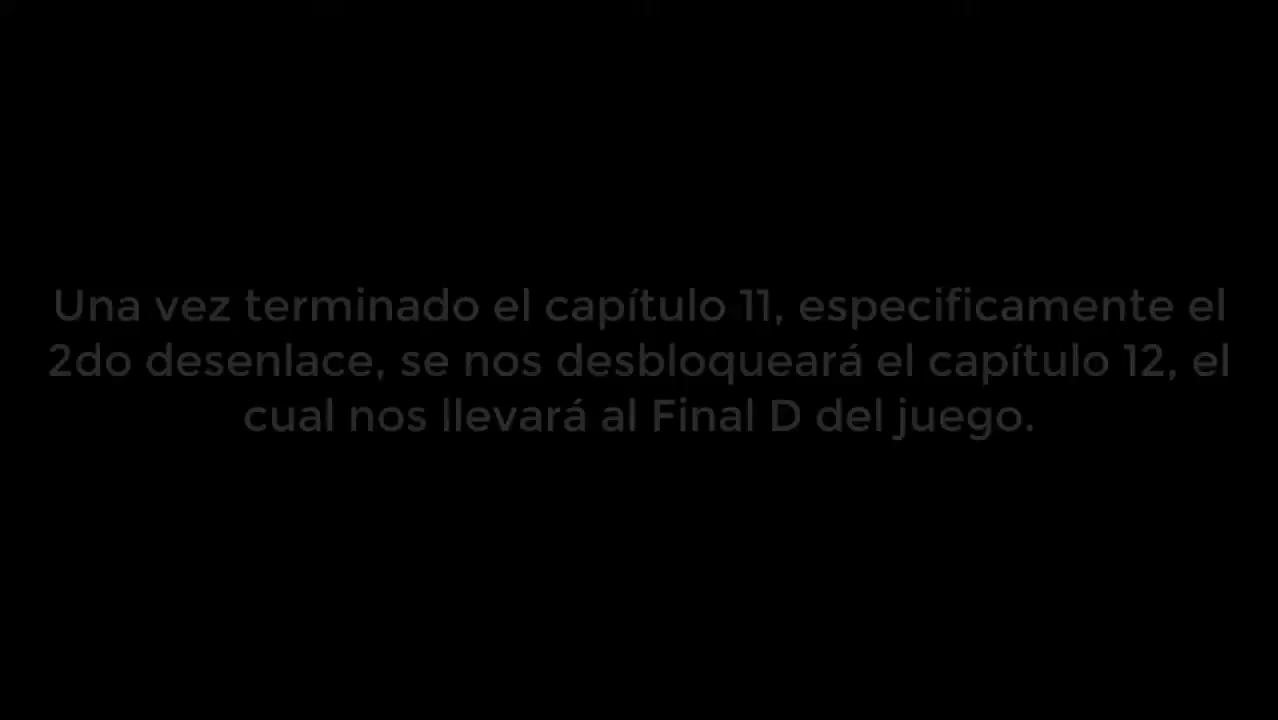 Una vez terminado el capítulo 11, especificamente el
2do desenlace, se nos desbloqueará el capítulo 12, el
cual nos llevará al Final D del juego.